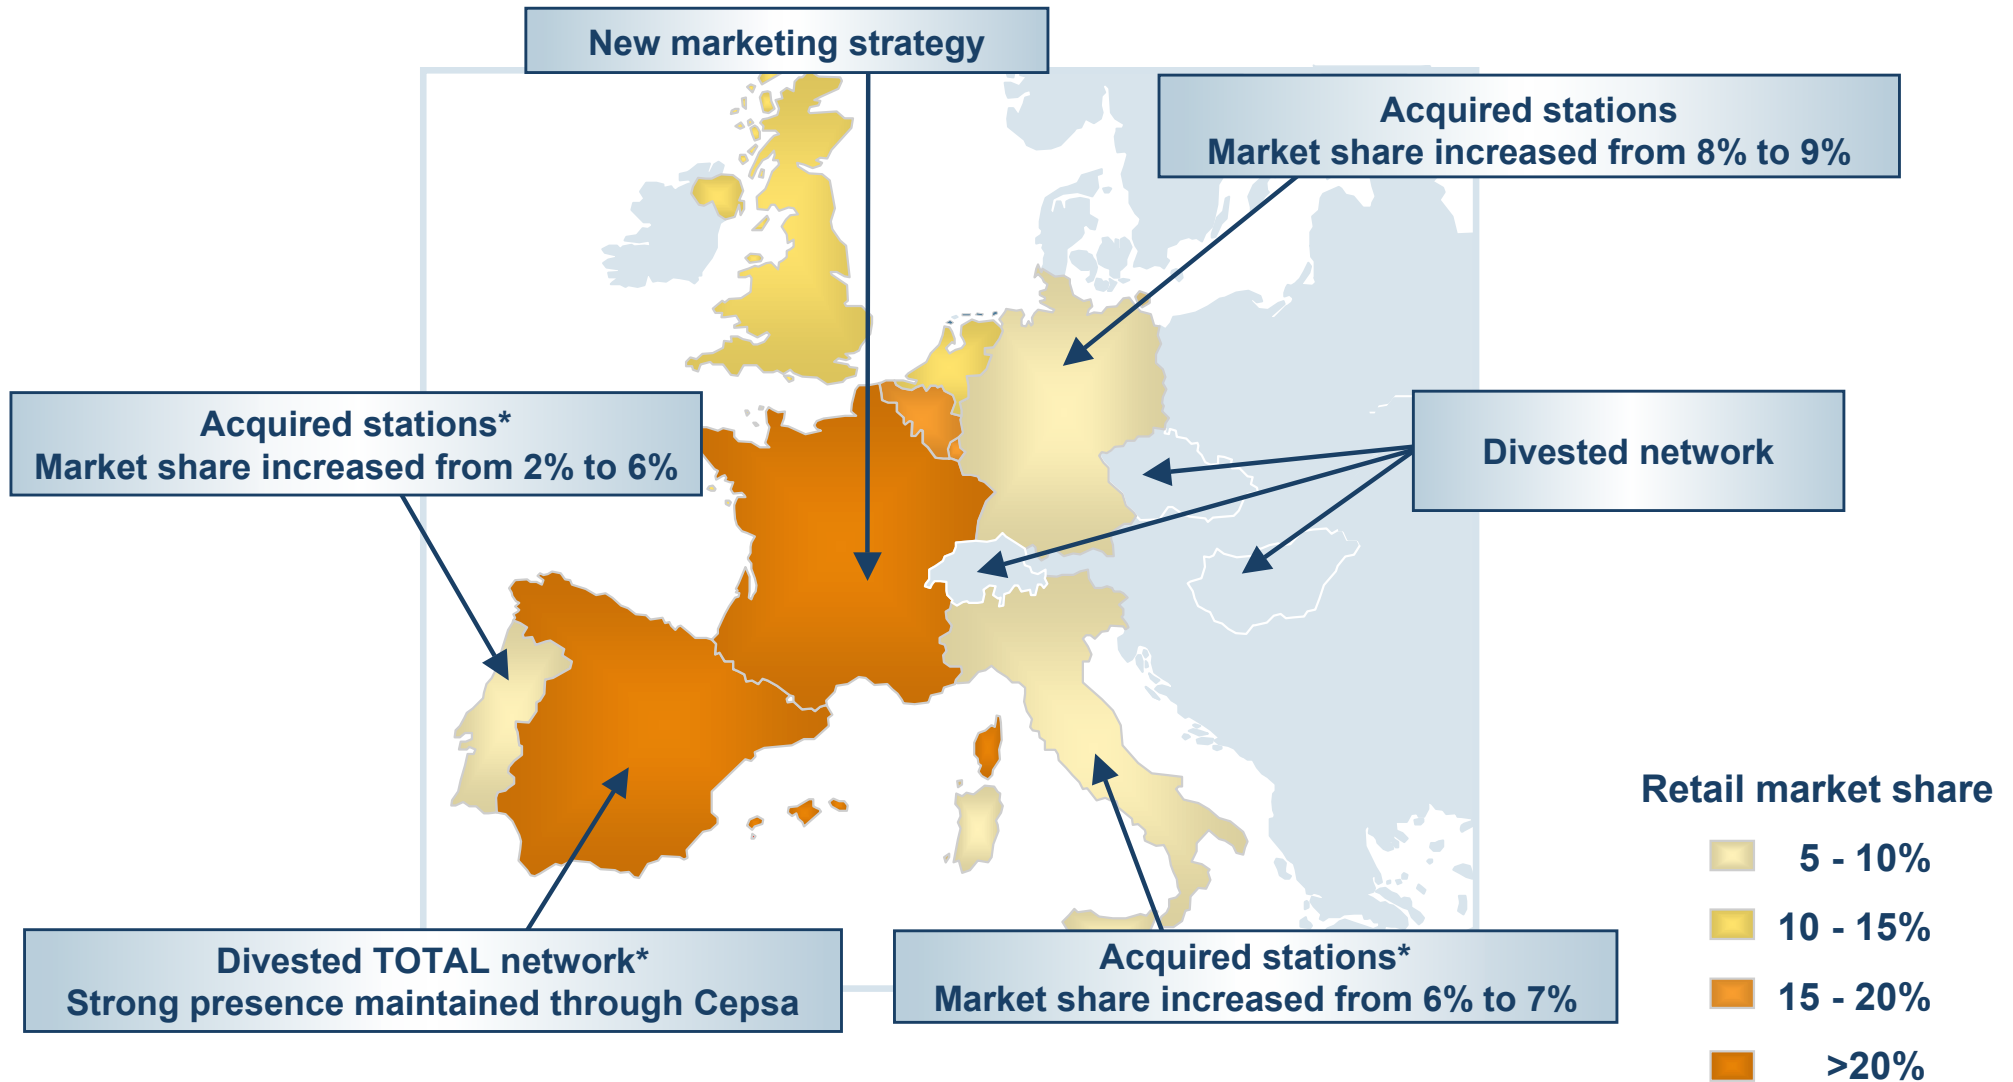 New marketing strategy
Acquired stations
Market share increased from 8% to 9%
Acquired stations*
Market share increased from 2% to 6%
Divested network
Divested TOTAL network*
Strong presence maintained through Cepsa
Acquired stations*
Market share increased from 6% to 7%
Retail market share
5 - 10%
10 - 15%
15 - 20%
>20%